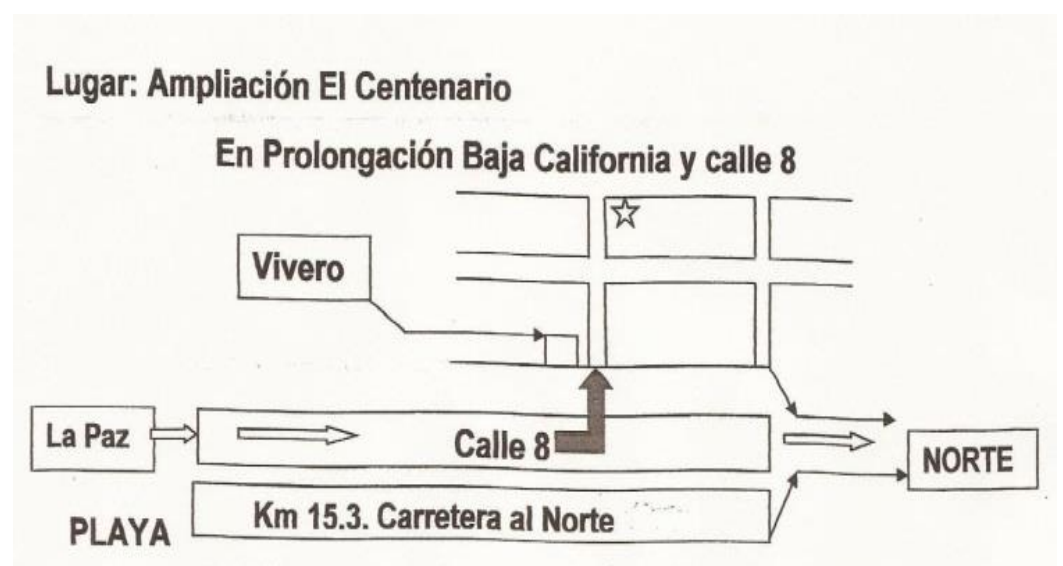 Lugar: Ampliación El Centenario
En Prolongación Baja California y calle 8
Vivero
La Paz
Calle 8
NORTE
Km 15.3. Carretera al Norte
PLAYA